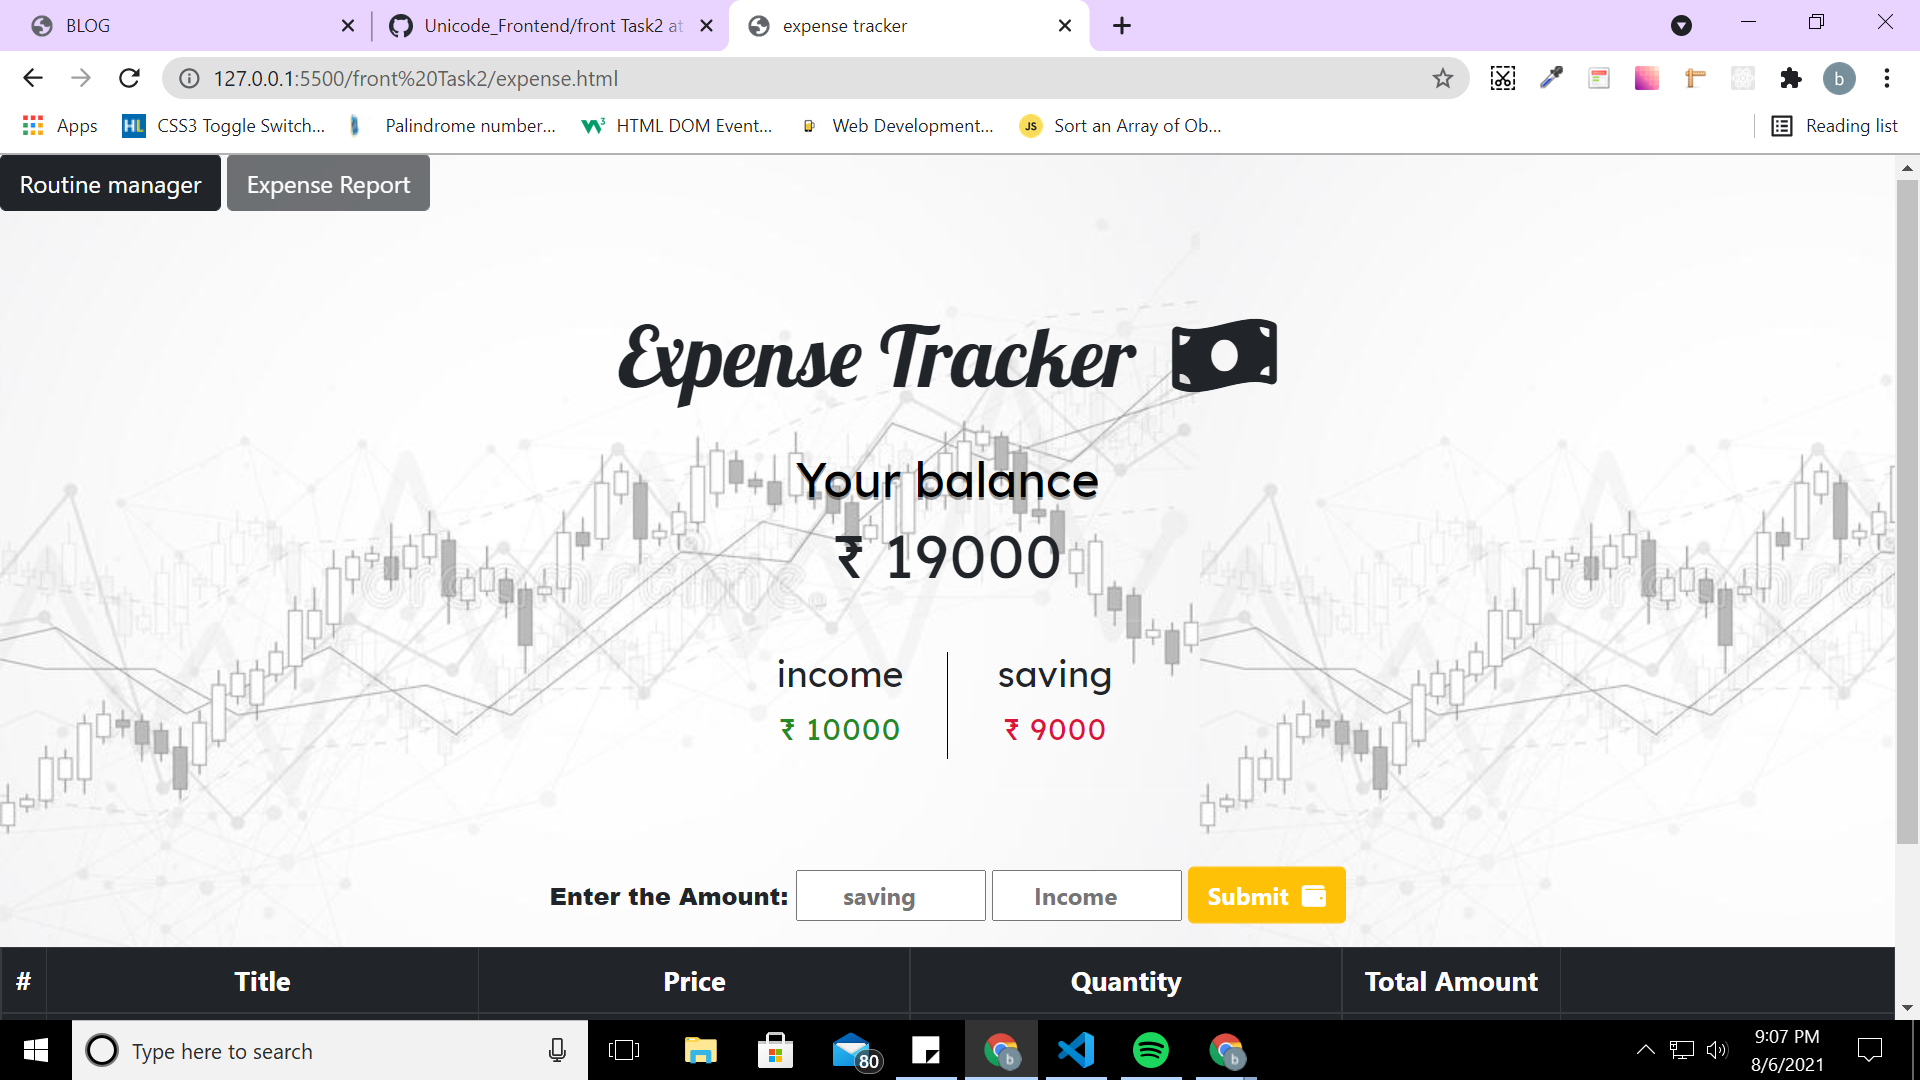 BLOG
Unicode_Frontend/front Task2 at
expense tracker
127.0.0.1:5500/front%20Task2/expense.html
b
Apps
HL
CSS3 Toggle Switch...
Palindrome number...
W3
HTML DOM Event...
Web Development...
JS
Sort an Array of Ob...
Reading list
Routine manager
Expense Report
Expense Tracker
Your balance
₹ 19000
income
saving
₹ 10000
₹ 9000
Enter the Amount:
saving
Income
Submit
#
Title
Price
Quantity
Total Amount
Type here to search
80
b
b
9:07 PM
8/6/2021